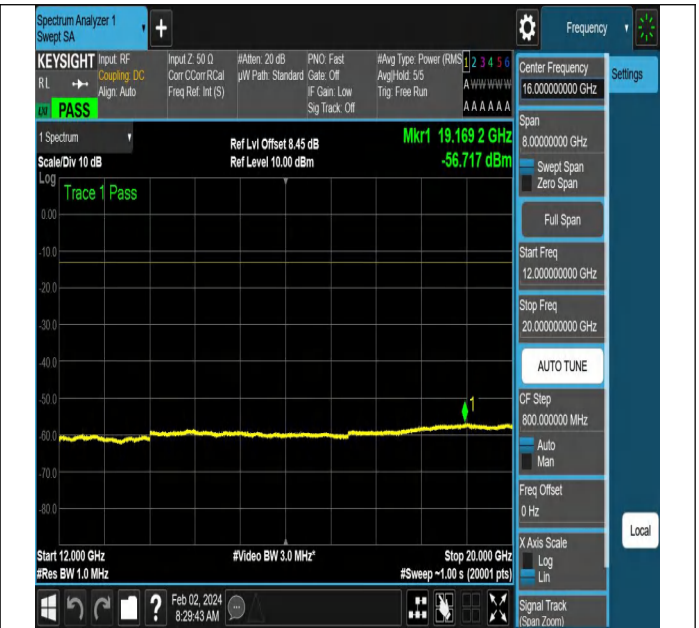 Spectrum Analyzer 1
Swept SA
Frequency
KEYSIGHT
Input: RF
Coupling: DC
Align: Auto
Input Z: 50 Ω
Corr CCorr RCal
Freq Ref: Int (S)
#Atten: 20 dB
µW Path: Standard
PNO: Fast
Gate: Off
IF Gain: Low
Sig Track: Off
#Avg Type: Power (RMS
Avg|Hold: 5/5
Trig: Free Run
1 2 3 4 5 6
A W W W W W
A A A A A A
RL
PASS
1 Spectrum
Scale/Div 10 dB
Ref Lvl Offset 8.45 dB
Ref Level 10.00 dBm
Mkr1 19.169 2 GHz
-56.717 dBm
Log
Trace 1 Pass
0.00
-10.0
-20.0
-30.0
-40.0
-50.0
-60.0
-70.0
-80.0
1
Start 12.000 GHz
#Res BW 1.0 MHz
#Video BW 3.0 MHz*
Stop 20.000 GHz
#Sweep ~1.00 s (20001 pts)
Feb 02, 2024
8:29:43 AM
Center Frequency
16.000000000 GHz
Settings
Span
8.00000000 GHz
Swept Span
Zero Span
Full Span
Start Freq
12.000000000 GHz
Stop Freq
20.000000000 GHz
AUTO TUNE
CF Step
800.000000 MHz
Auto
Man
Freq Offset
0 Hz
X Axis Scale
Log
Lin
Signal Track
(Span Zoom)
Local